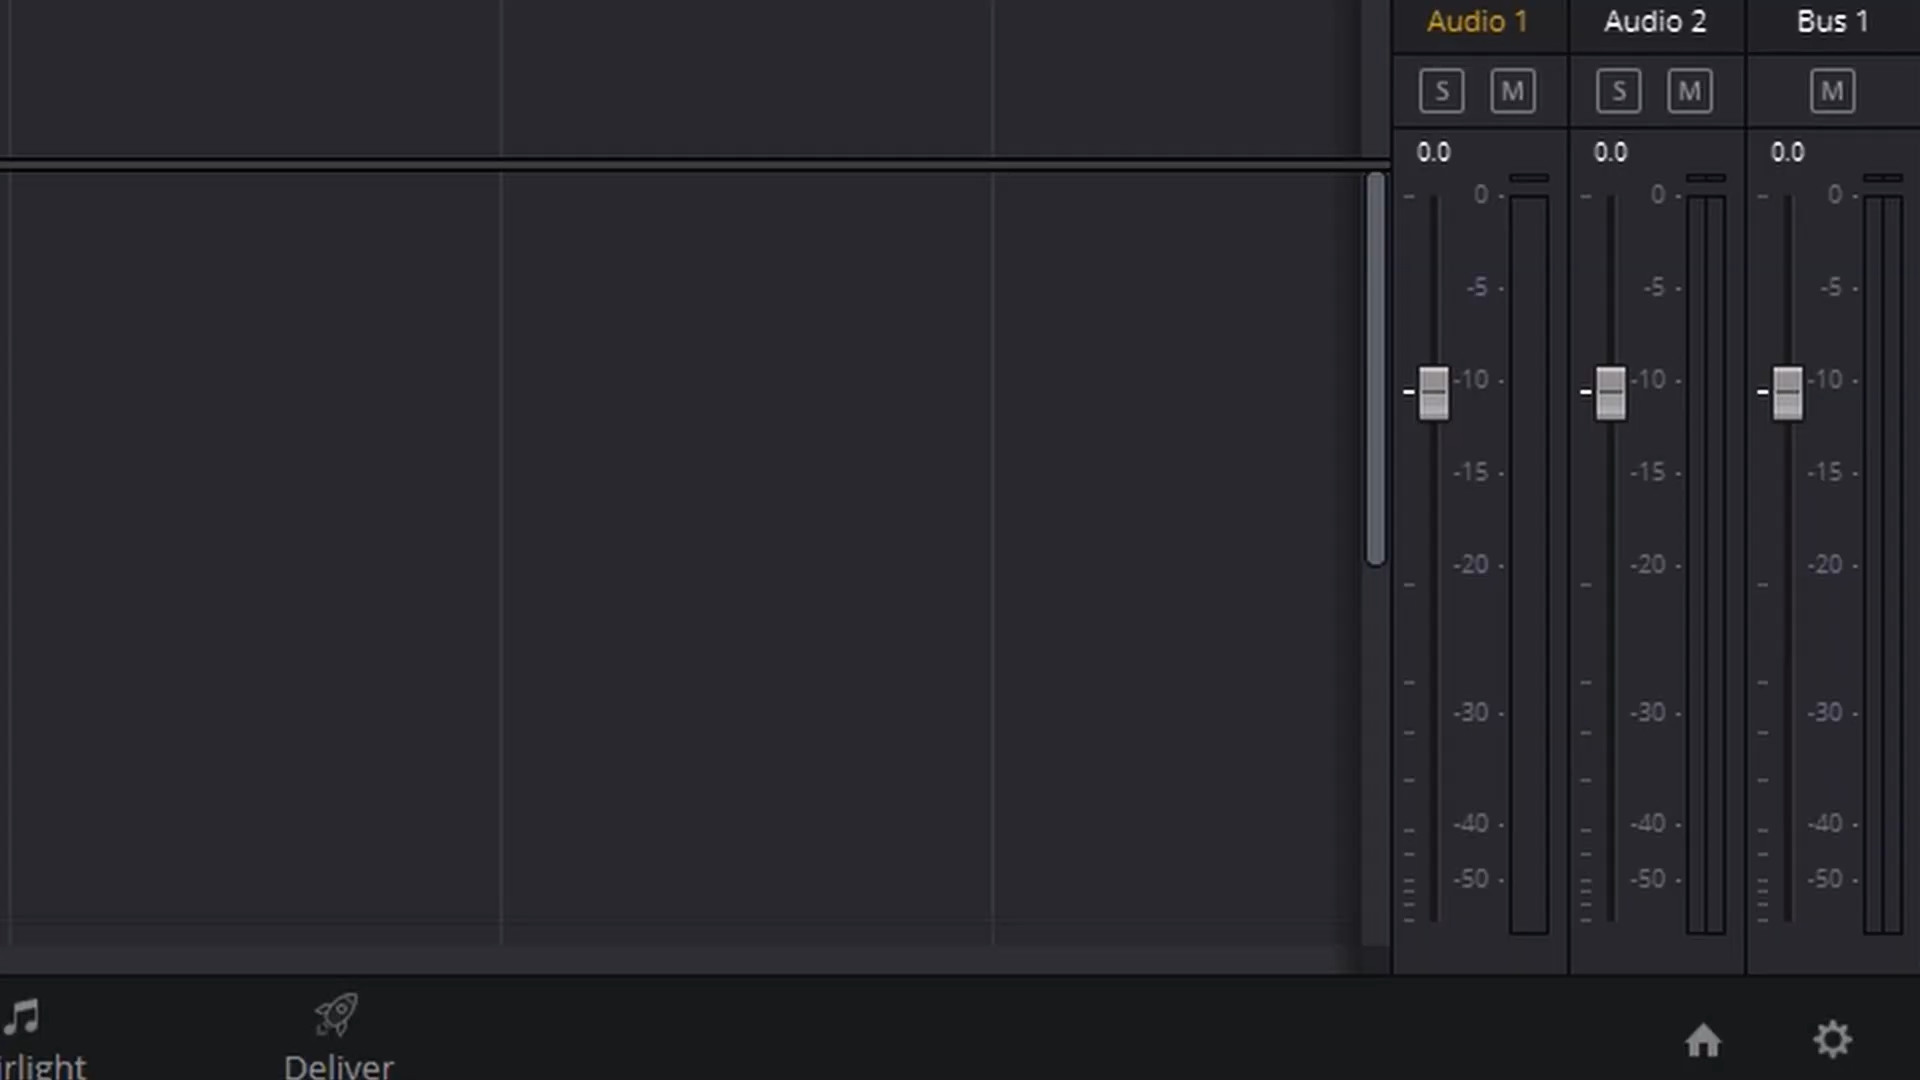 Audio 1 Audio 2 Bus 1
S M S M M
0.0 0.0 0.0
0 0 0
-5 -5 -5
-10 -10 -10
-15 -15 -15
-20 -20 -20
-30 -30 -30
-40 -40 -40
-50 -50 -50
irlight Deliver